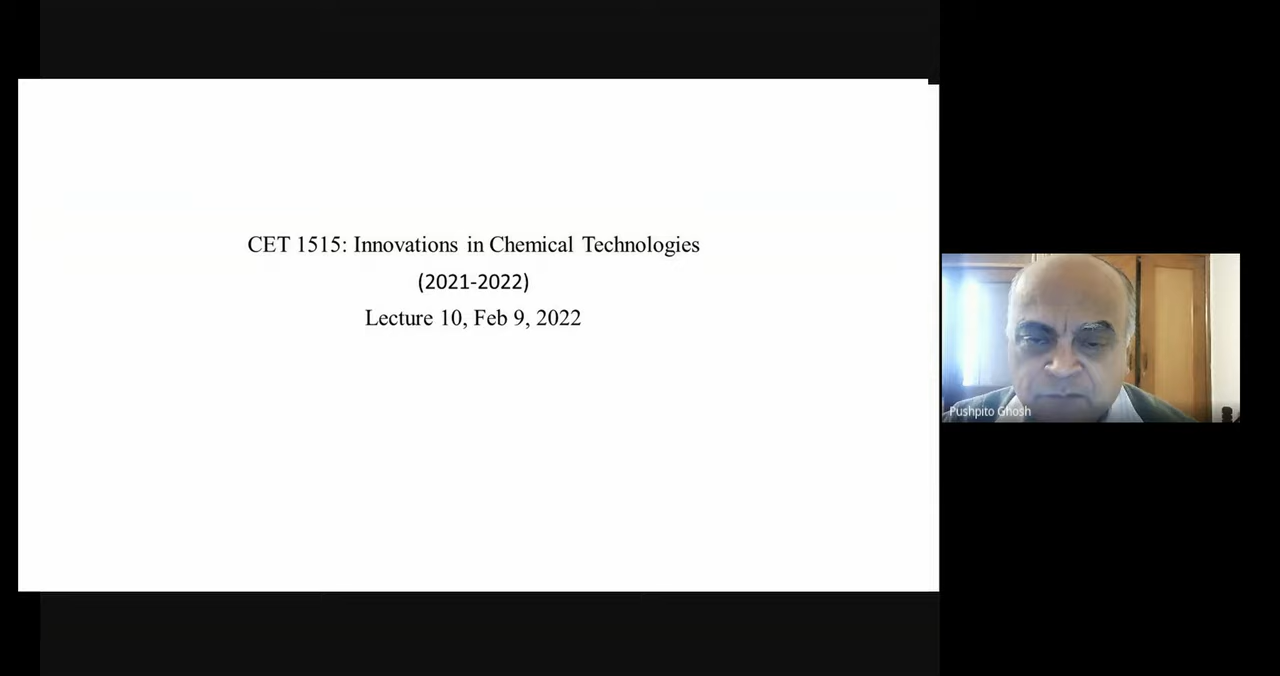 CET 1515: Innovations in Chemical Technologies
(2021-2022)
Lecture 10, Feb 9, 2022
Pushpito Ghosh